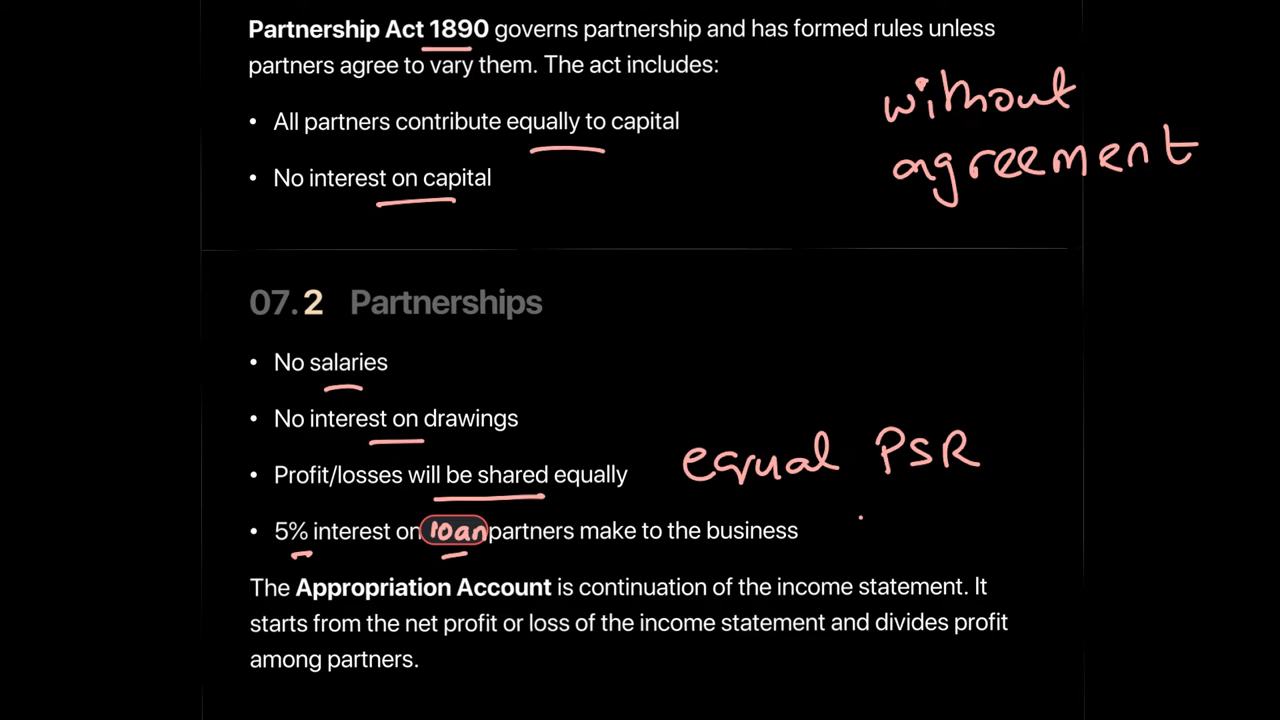 Partnership Act 1890 governs partnership and has formed rules unless
partners agree to vary them. The act includes:
• All partners contribute equally to capital
• No interest on capital
without
agreement
07.2 Partnerships
• No salaries
• No interest on drawings
• Profit/losses will be shared equally
equal PSR
• 5% interest on loan partners make to the business
The Appropriation Account is continuation of the income statement. It
starts from the net profit or loss of the income statement and divides profit
among partners.